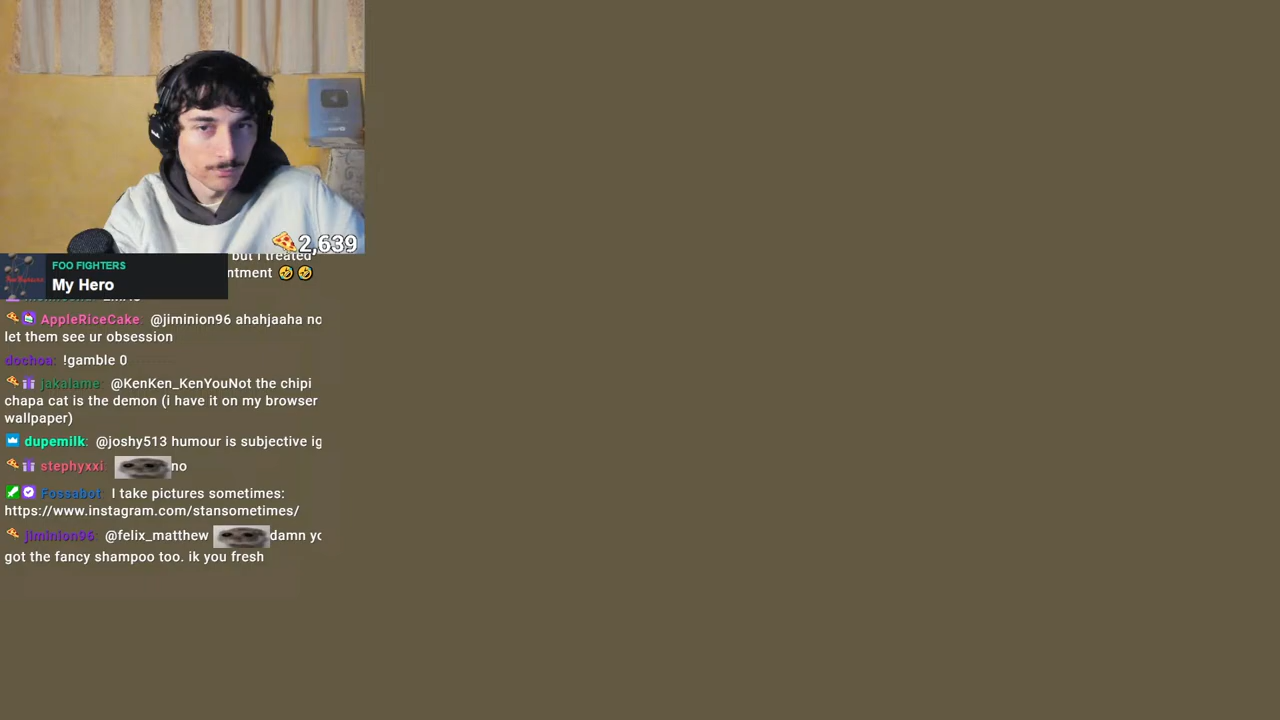 2,639
but I treated
FOO FIGHTERS
My Hero
ntment 🤣 🤣
AppleRiceCake: @jiminion96 ahahjaaha no
let them see ur obsession
dochoa: !gamble 0
jakalame: @KenKen_KenYouNot the chipi
chapa cat is the demon (i have it on my browser
wallpaper)
dupemilk: @joshy513 humour is subjective ig
stephyxxi: no
Fossabot: I take pictures sometimes:
https://www.instagram.com/stansometimes/
jiminion96: @felix_matthew damn yo
got the fancy shampoo too. ik you fresh